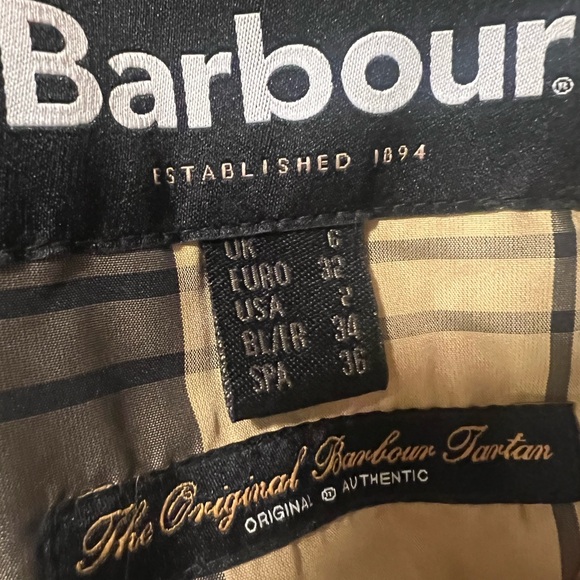 Barbour®
ESTABLISHED 1894
UK 6
EURO 32
USA 2
BL/FR 34
SPA 36
The Original Barbour Tartan
ORIGINAL ® AUTHENTIC